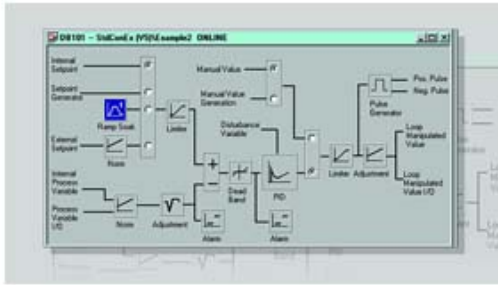 DB101 - StdConEx (VS)\Example2 ONLINE
Internal
Setpoint
Setpoint
Generator
Ramp Soak
External
Setpoint
Norm
Limiter
Manual Value
Manual Value
Generation
Disturbance
Variable
Internal
Process
Variable
Process
Variable
I/O
Norm
Adjustment
Alarm
Dead
Band
PID
Alarm
Limiter
Adjustment
Pulse
Generator
Pos. Pulse
Neg. Pulse
Loop
Manipulated
Value
Loop
Manipulated
Value I/O